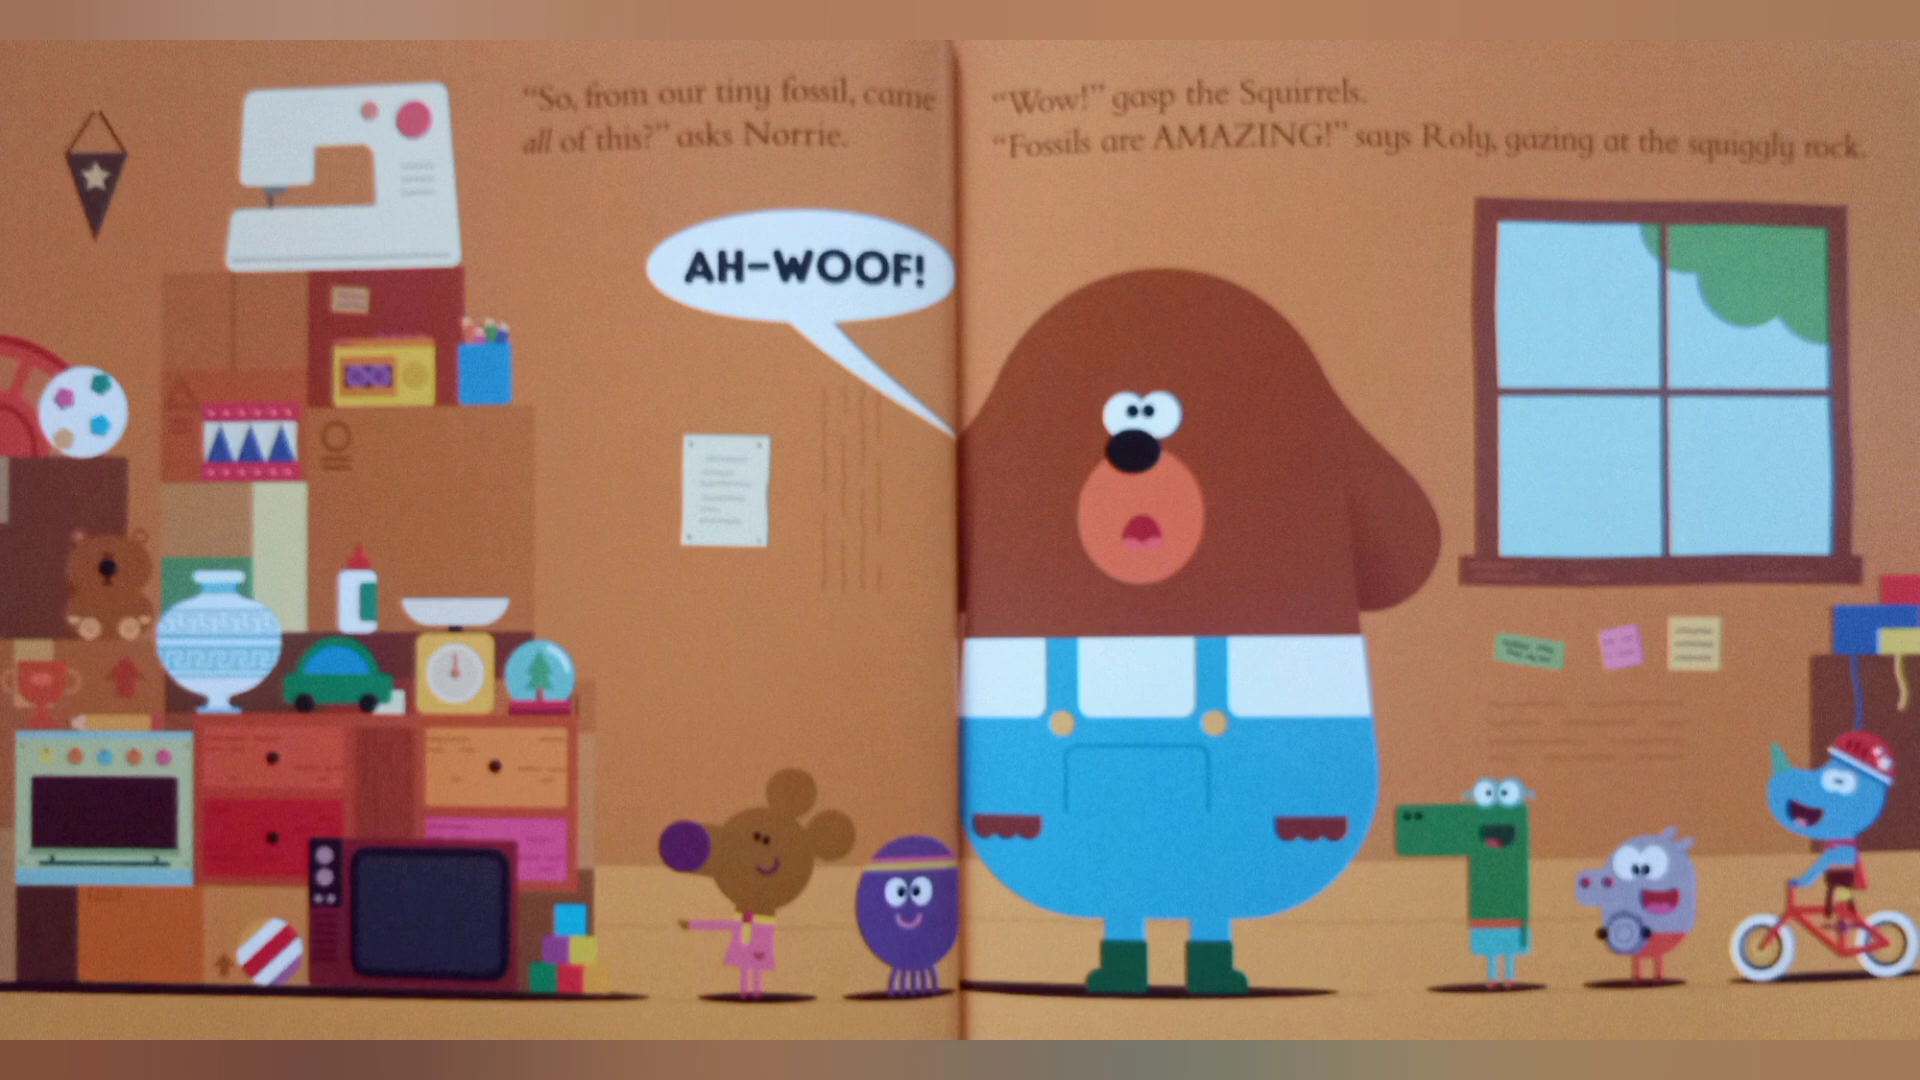 “So, from our tiny fossil, came
all of this?” asks Norrie.
AH-WOOF!
“Wow!” gasp the Squirrels.
“Fossils are AMAZING!” says Roly, gazing at the squiggly rock.